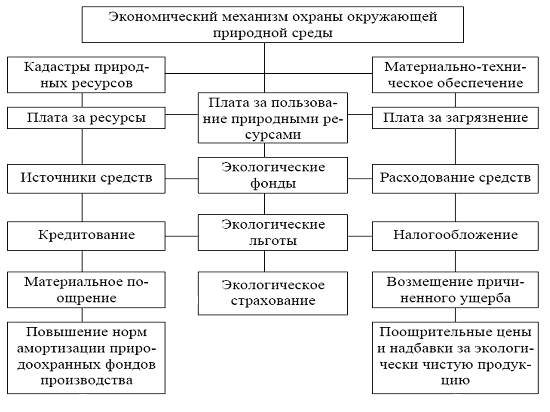 Экономический механизм охраны окружающей
природной среды
Кадастры природ-
ных ресурсов
Материально-техни-
ческое обеспечение
Плата за ресурсы
Плата за пользова-
ние природными ре-
сурсами
Плата за загрязнение
Источники средств
Экологические
фонды
Расходование средств
Кредитование
Экологические
льготы
Налогообложение
Материальное по-
ощрение
Экологическое
страхование
Возмещение причи-
ненного ущерба
Повышение норм
амортизации приро-
доохранных фондов
производства
Поощрительные цены
и надбавки за экологи-
чески чистую продук-
цию